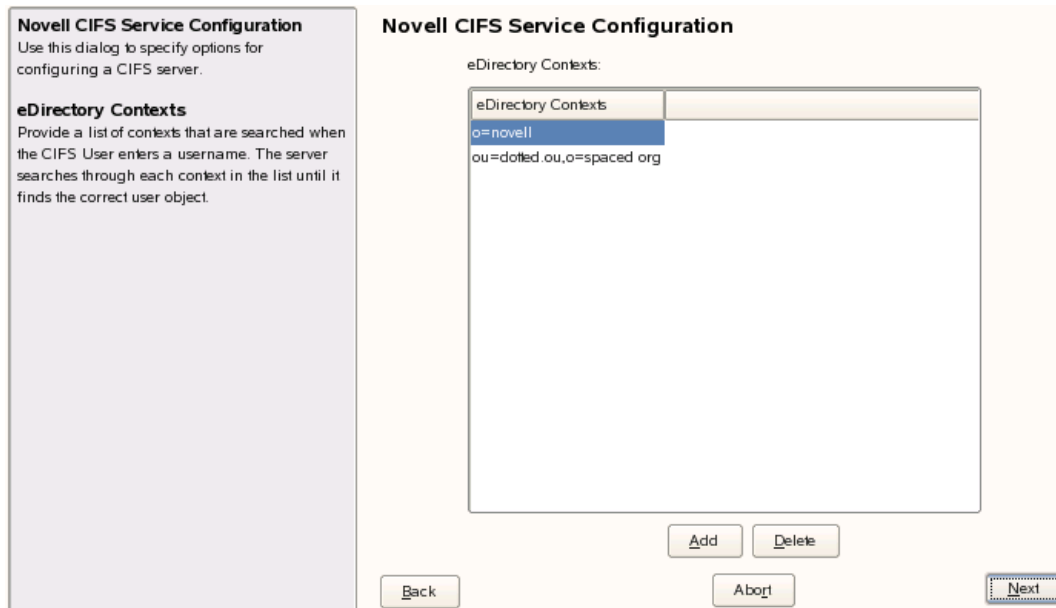 Novell CIFS Service Configuration
Use this dialog to specify options for
configuring a CIFS server.
eDirectory Contexts
Provide a list of contexts that are searched when
the CIFS User enters a username. The server
searches through each context in the list until it
finds the correct user object.
Novell CIFS Service Configuration
eDirectory Contexts:
eDirectory Contexts
o=novell
ou=dotted.ou,o=spaced org
Add
Delete
Back
Abort
Next